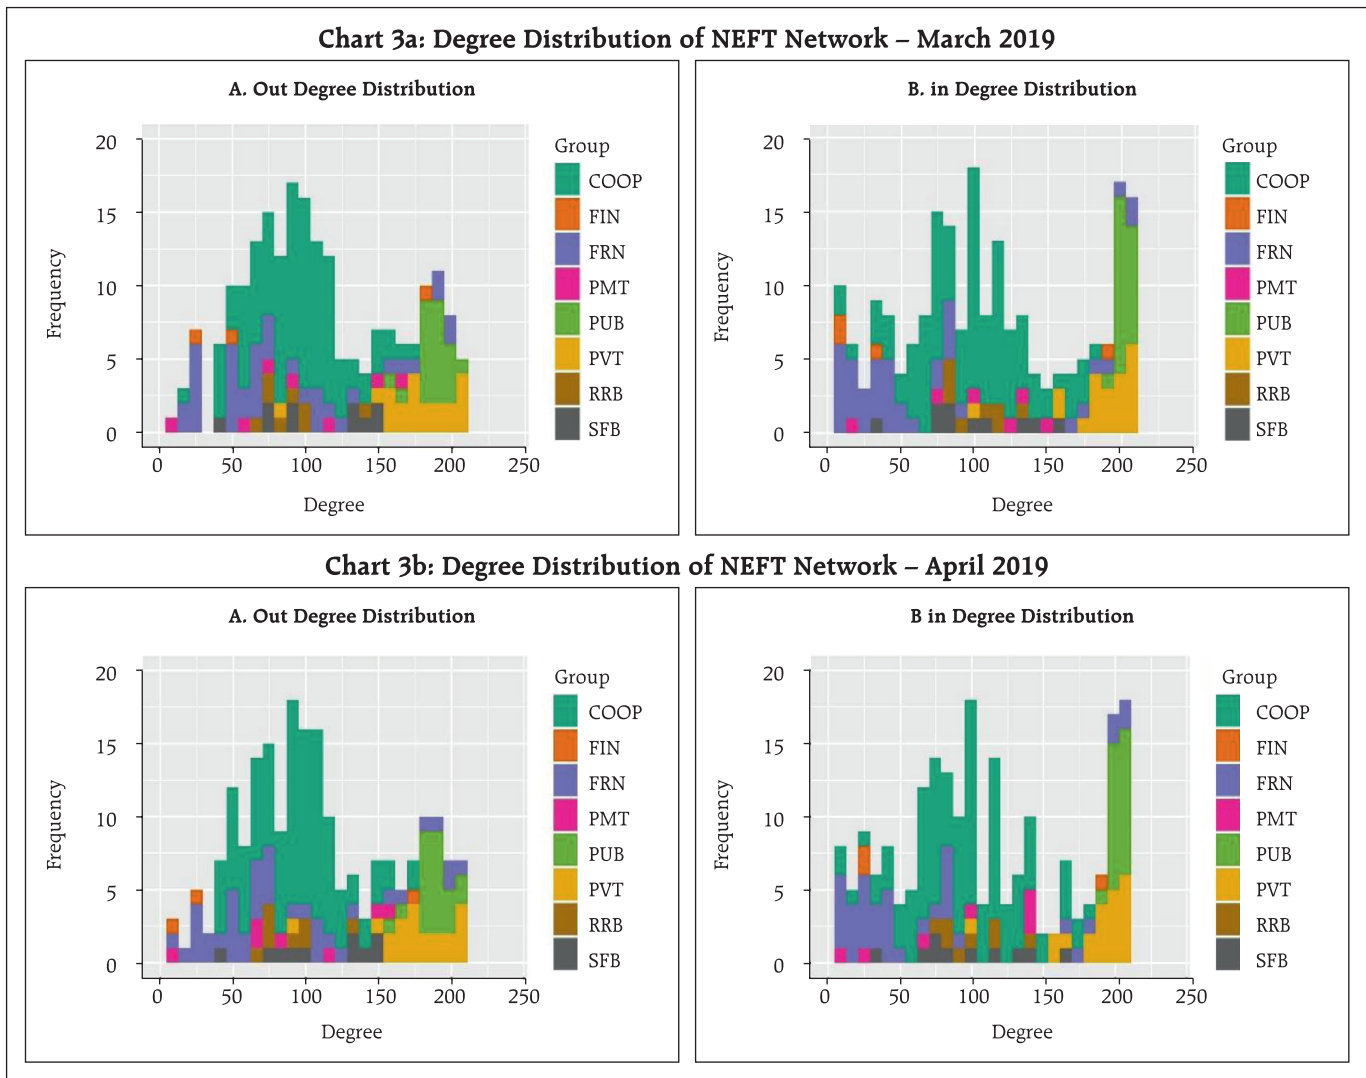 Chart 3a: Degree Distribution of NEFT Network – March 2019
A. Out Degree Distribution
Frequency
20
15
10
5
0
0 50 100 150 200 250
Degree
Group
COOP
FIN
FRN
PMT
PUB
PVT
RRB
SFB
B. in Degree Distribution
Frequency
20
15
10
5
0
0 50 100 150 200 250
Degree
Group
COOP
FIN
FRN
PMT
PUB
PVT
RRB
SFB
Chart 3b: Degree Distribution of NEFT Network – April 2019
A. Out Degree Distribution
Frequency
20
15
10
5
0
0 50 100 150 200 250
Degree
Group
COOP
FIN
FRN
PMT
PUB
PVT
RRB
SFB
B in Degree Distribution
Frequency
20
15
10
5
0
0 50 100 150 200 250
Degree
Group
COOP
FIN
FRN
PMT
PUB
PVT
RRB
SFB